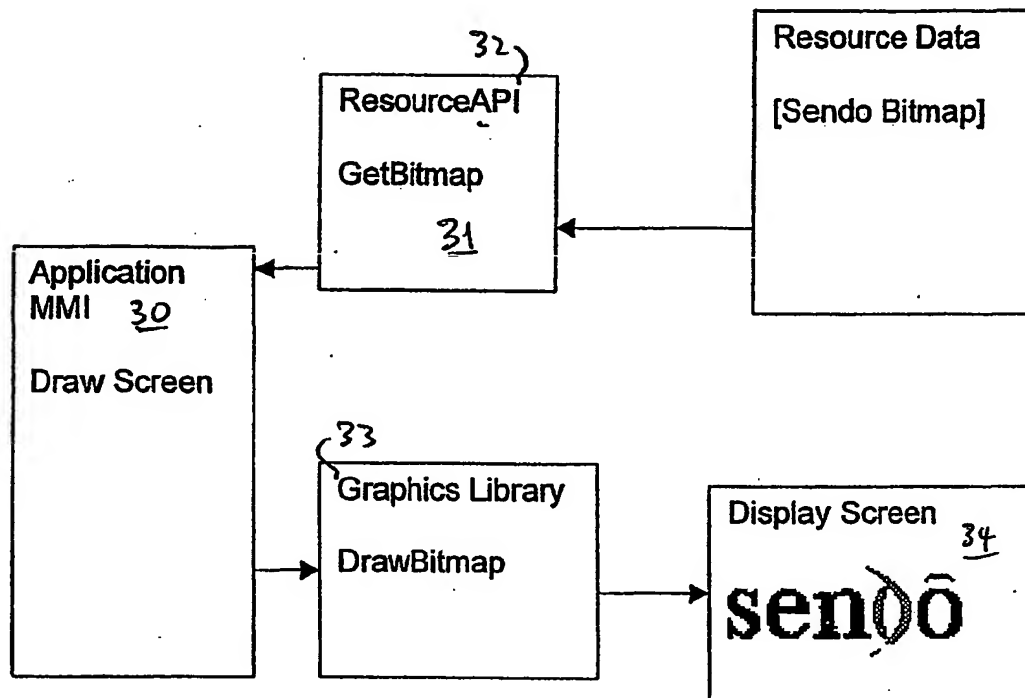 32
ResourceAPI
GetBitmap
31
Resource Data
[Sendo Bitmap]
Application
MMI 30
Draw Screen
33
Graphics Library
DrawBitmap
Display Screen
34
sendô